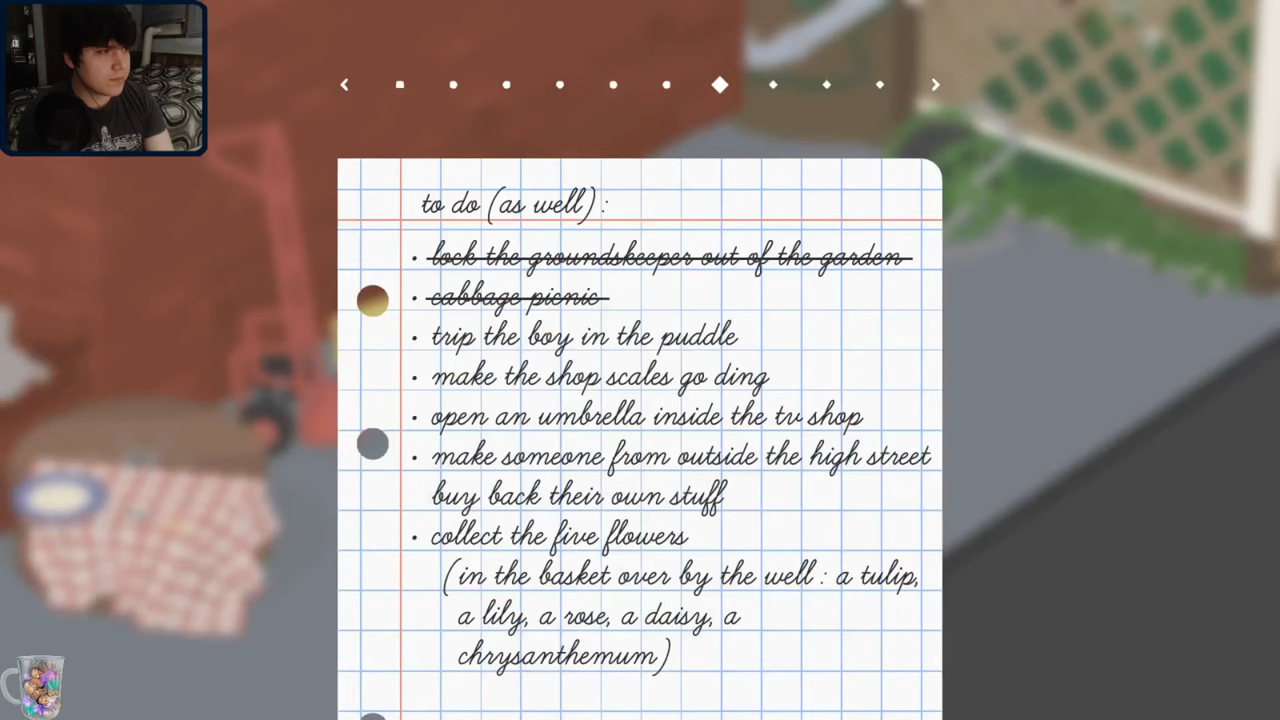 to do (as well) :
• lock the groundskeeper out of the garden
• cabbage picnic
• trip the boy in the puddle
• make the shop scales go ding
• open an umbrella inside the tv shop
• make someone from outside the high street
buy back their own stuff
• collect the five flowers
(in the basket over by the well : a tulip,
a lily, a rose, a daisy, a
chrysanthemum)